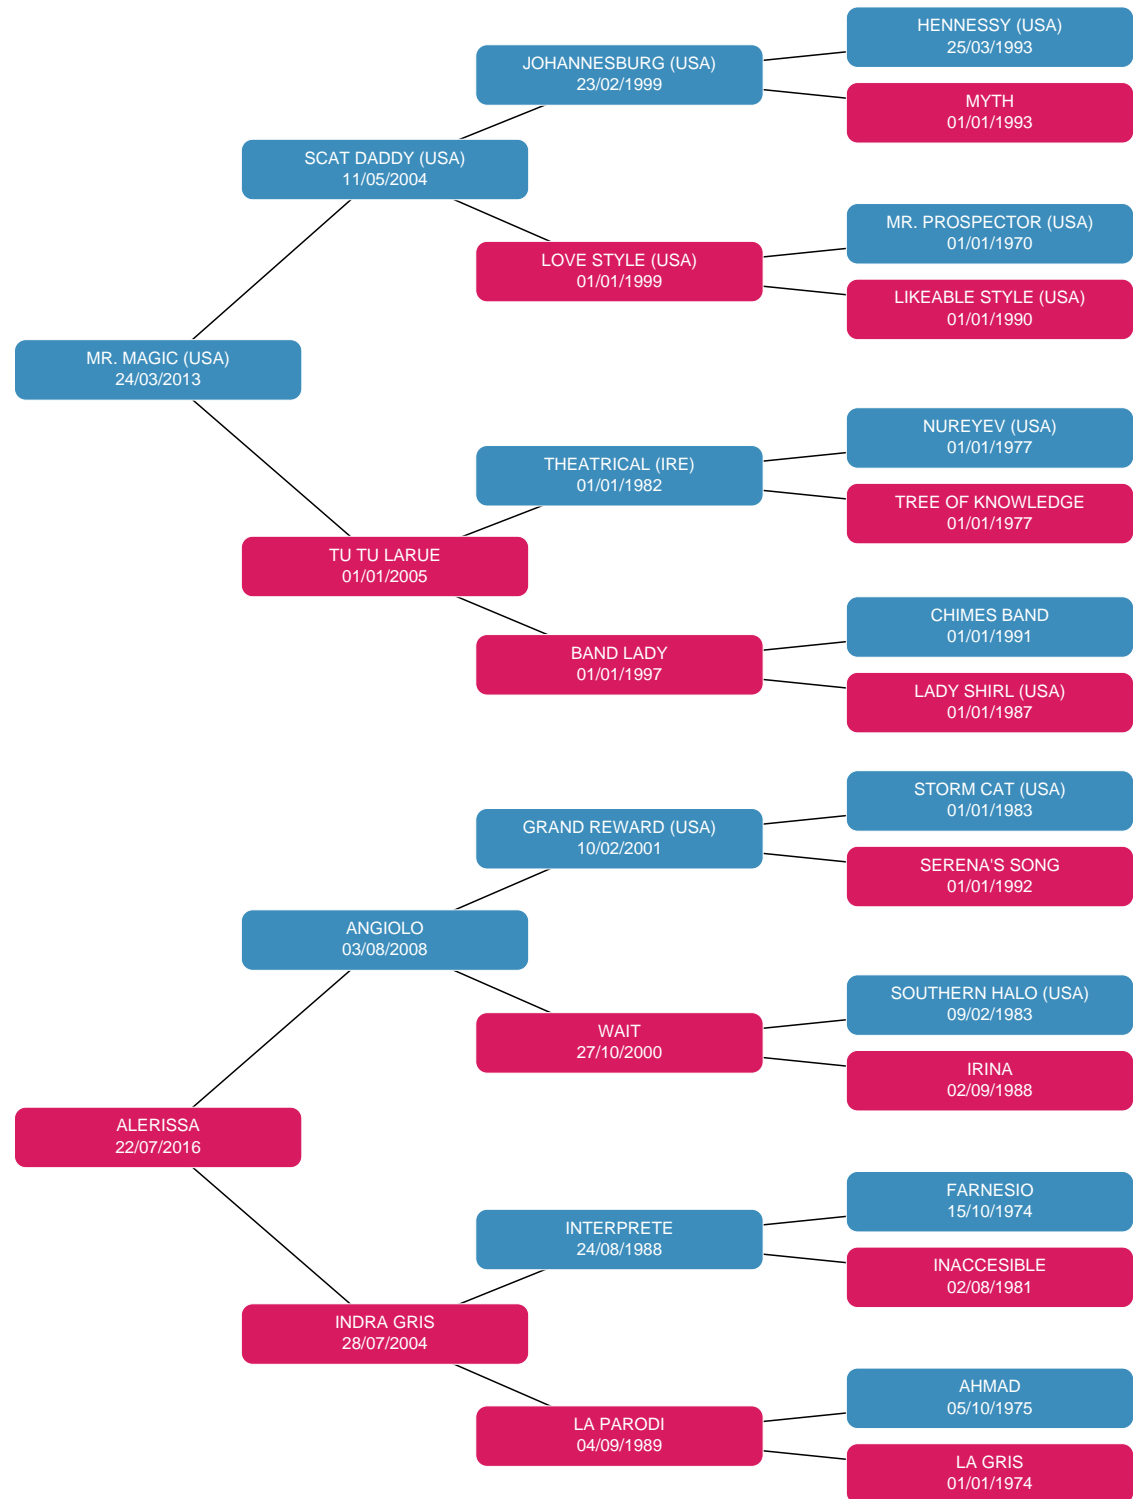 HENNESSY (USA)
25/03/1993
JOHANNESBURG (USA)
23/02/1999
MYTH
01/01/1993
SCAT DADDY (USA)
11/05/2004
MR. PROSPECTOR (USA)
01/01/1970
LOVE STYLE (USA)
01/01/1999
LIKEABLE STYLE (USA)
01/01/1990
MR. MAGIC (USA)
24/03/2013
NUREYEV (USA)
01/01/1977
THEATRICAL (IRE)
01/01/1982
TREE OF KNOWLEDGE
01/01/1977
TU TU LARUE
01/01/2005
CHIMES BAND
01/01/1991
BAND LADY
01/01/1997
LADY SHIRL (USA)
01/01/1987
STORM CAT (USA)
01/01/1983
GRAND REWARD (USA)
10/02/2001
SERENA'S SONG
01/01/1992
ANGIOLO
03/08/2008
SOUTHERN HALO (USA)
09/02/1983
WAIT
27/10/2000
IRINA
02/09/1988
ALERISSA
22/07/2016
FARNESIO
15/10/1974
INTERPRETE
24/08/1988
INACCESIBLE
02/08/1981
INDRA GRIS
28/07/2004
AHMAD
05/10/1975
LA PARODI
04/09/1989
LA GRIS
01/01/1974